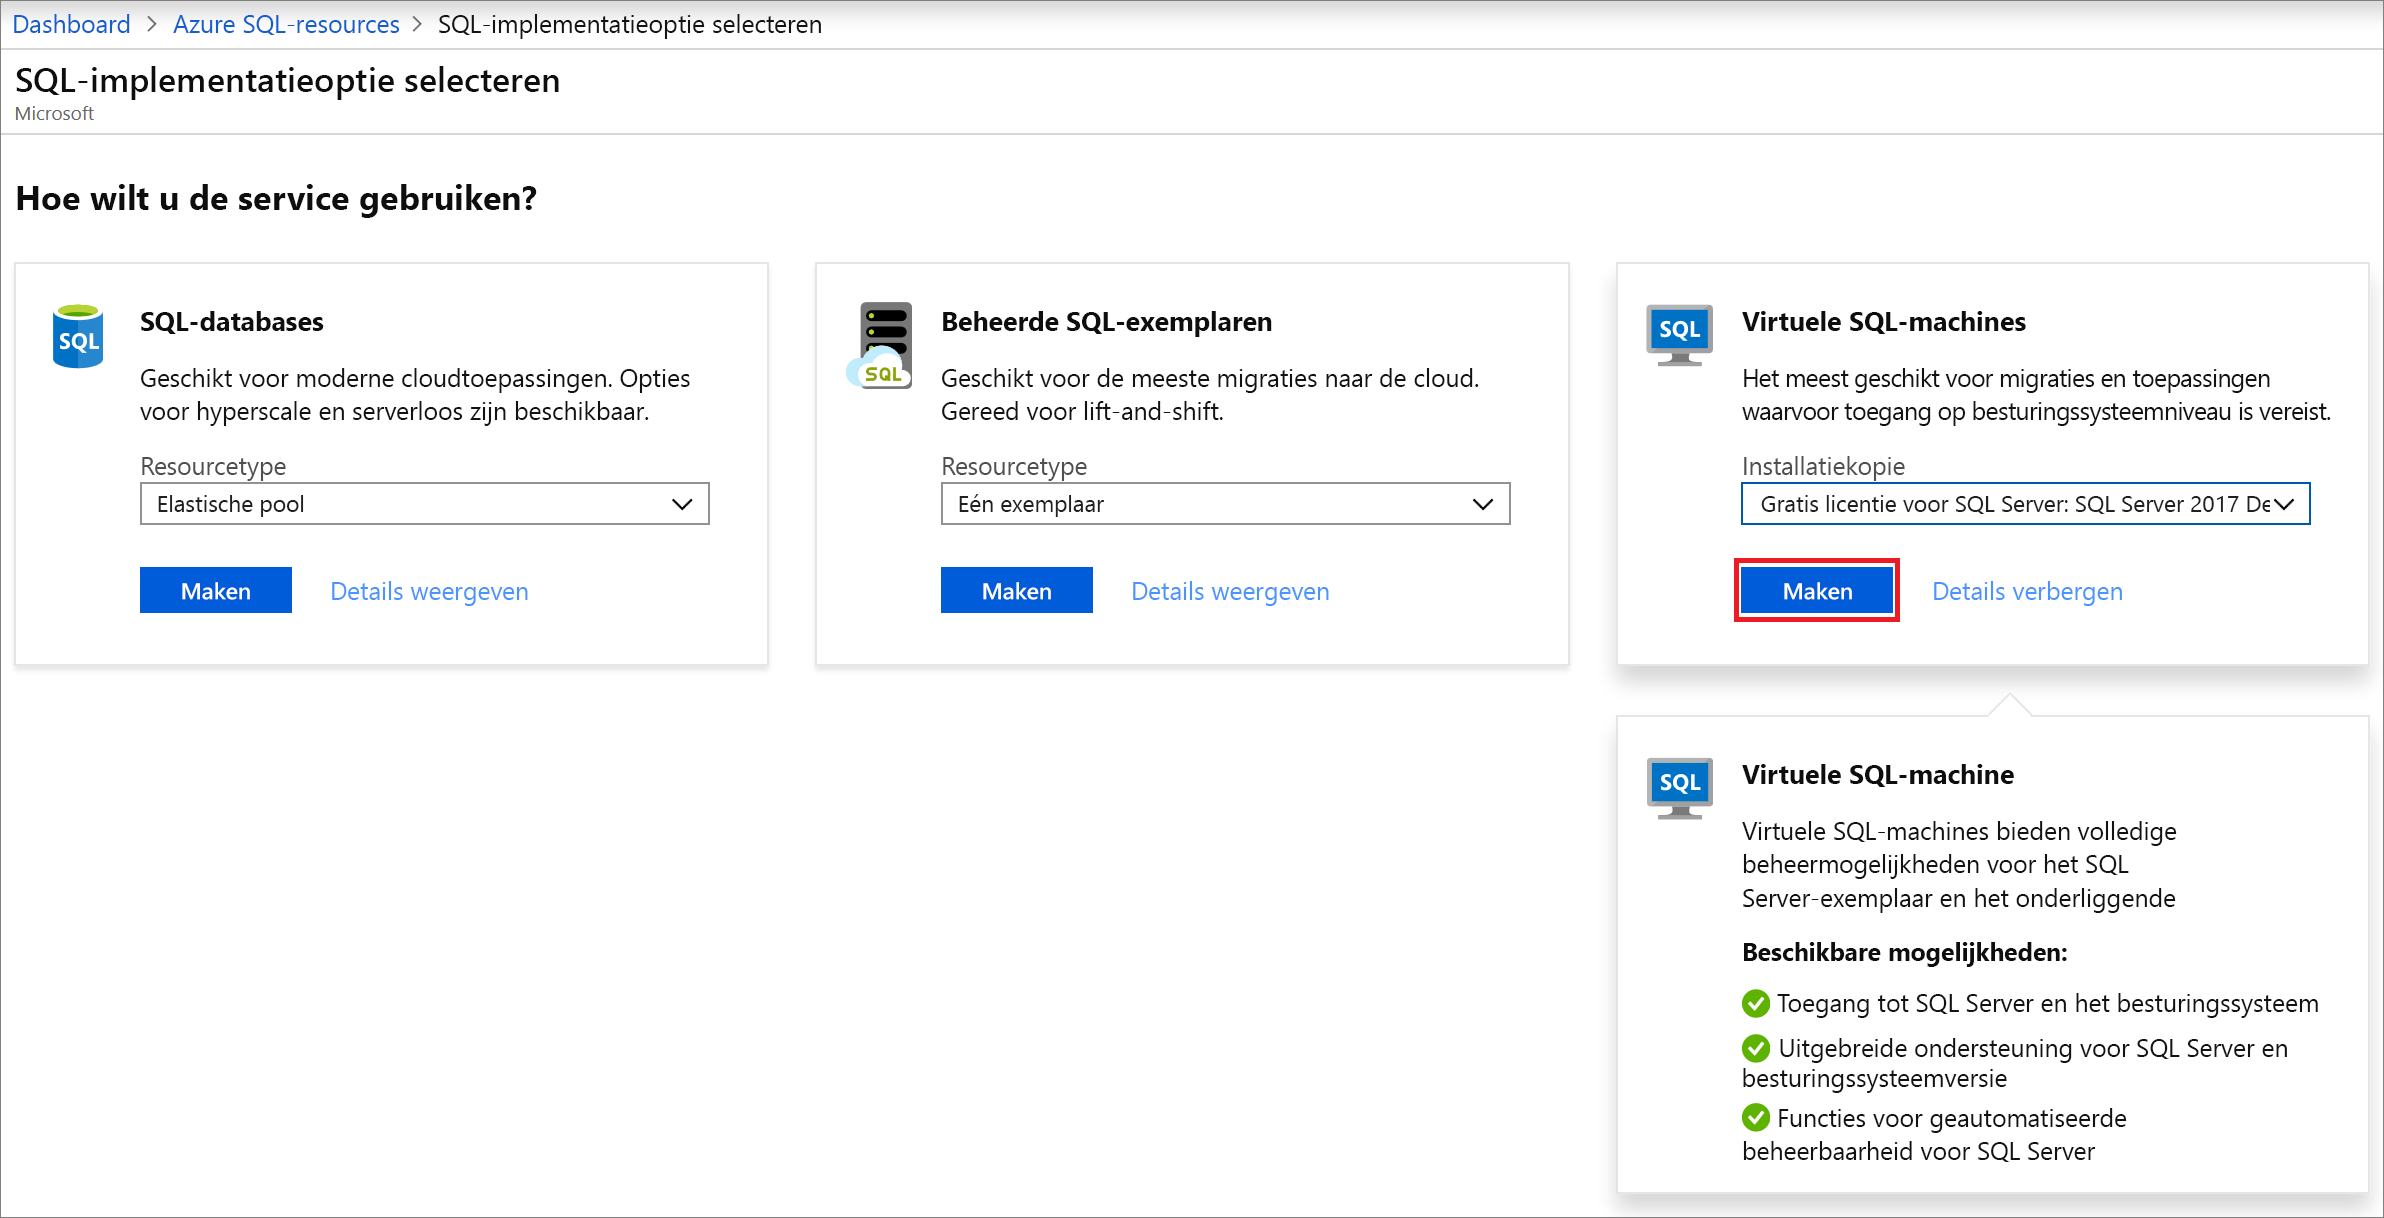 Dashboard > Azure SQL-resources > SQL-implementatieoptie selecteren
SQL-implementatieoptie selecteren
Microsoft
Hoe wilt u de service gebruiken?
SQL
SQL-databases
Geschikt voor moderne cloudtoepassingen. Opties
voor hyperscale en serverloos zijn beschikbaar.
Resourcetype
Elastische pool
Maken
Details weergeven
SQL
Beheerde SQL-exemplaren
Geschikt voor de meeste migraties naar de cloud.
Gereed voor lift-and-shift.
Resourcetype
Eén exemplaar
Maken
Details weergeven
SQL
Virtuele SQL-machines
Het meest geschikt voor migraties en toepassingen
waarvoor toegang op besturingssysteemniveau is vereist.
Installatiekopie
Gratis licentie voor SQL Server: SQL Server 2017 De
Maken
Details verbergen
SQL
Virtuele SQL-machine
Virtuele SQL-machines bieden volledige
beheermogelijkheden voor het SQL
Server-exemplaar en het onderliggende
Beschikbare mogelijkheden:
Toegang tot SQL Server en het besturingssysteem
Uitgebreide ondersteuning voor SQL Server en
besturingssysteemversie
Functies voor geautomatiseerde
beheerbaarheid voor SQL Server